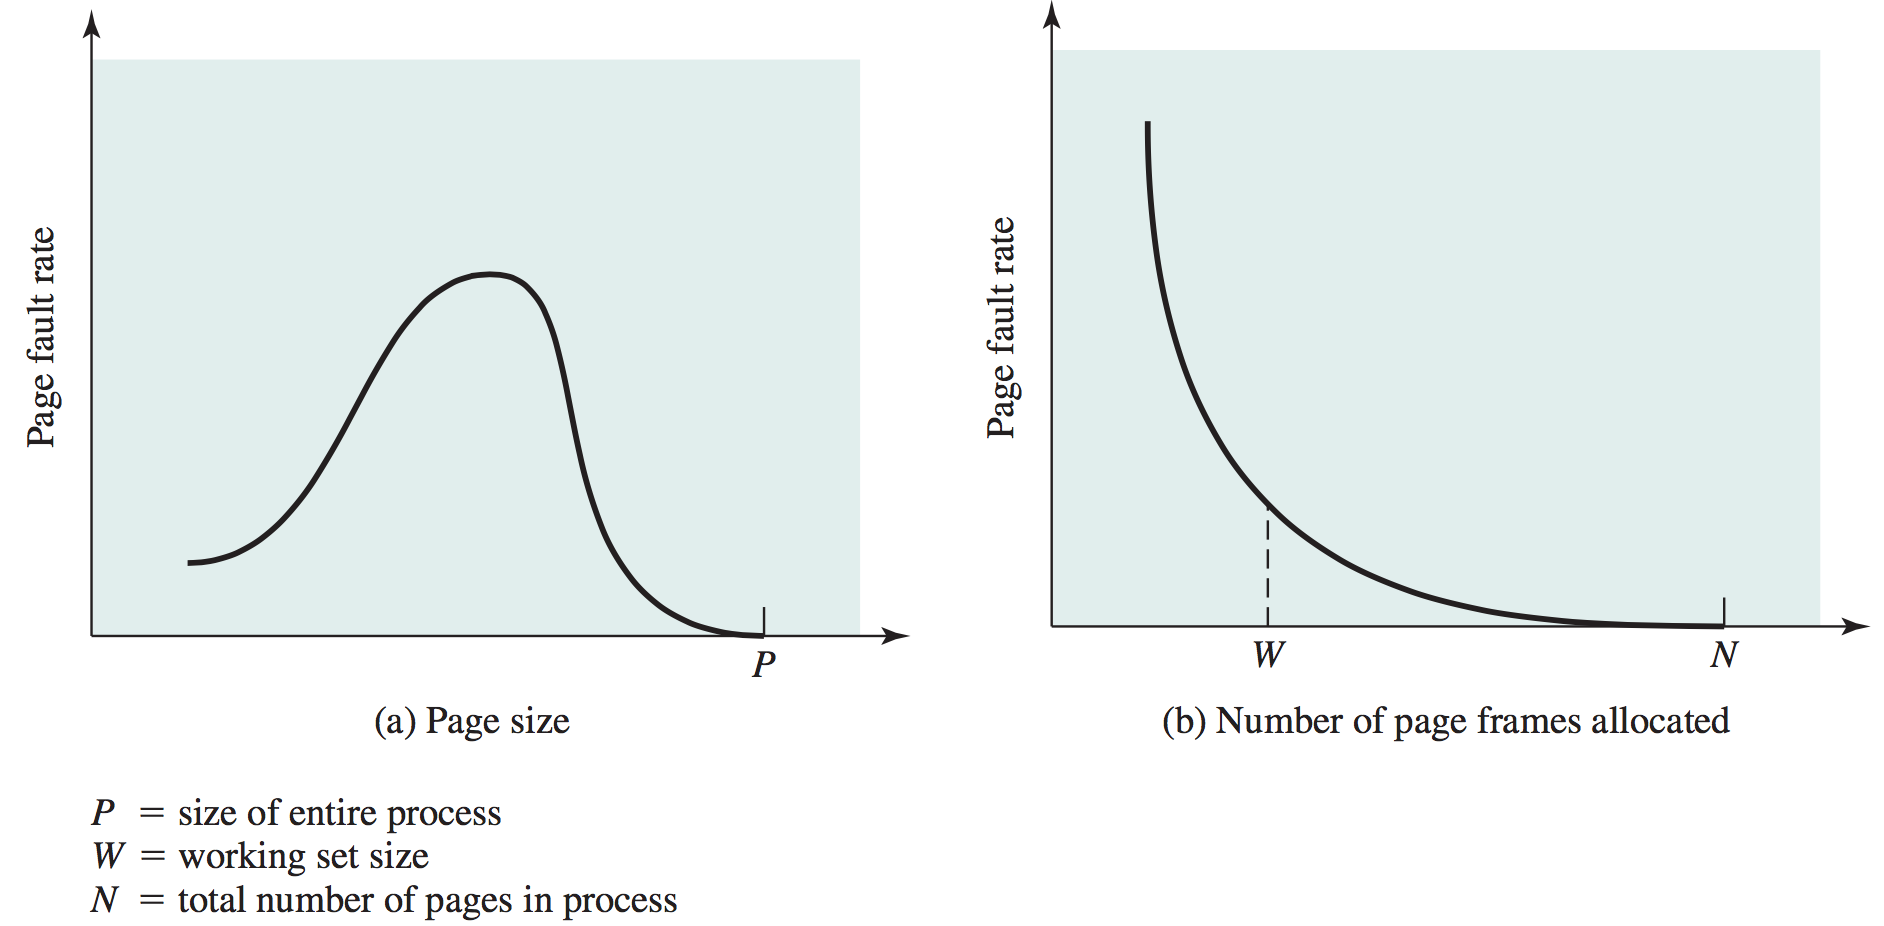 Page fault rate
P
(a) Page size
Page fault rate
W
N
(b) Number of page frames allocated
P = size of entire process
W = working set size
N = total number of pages in process